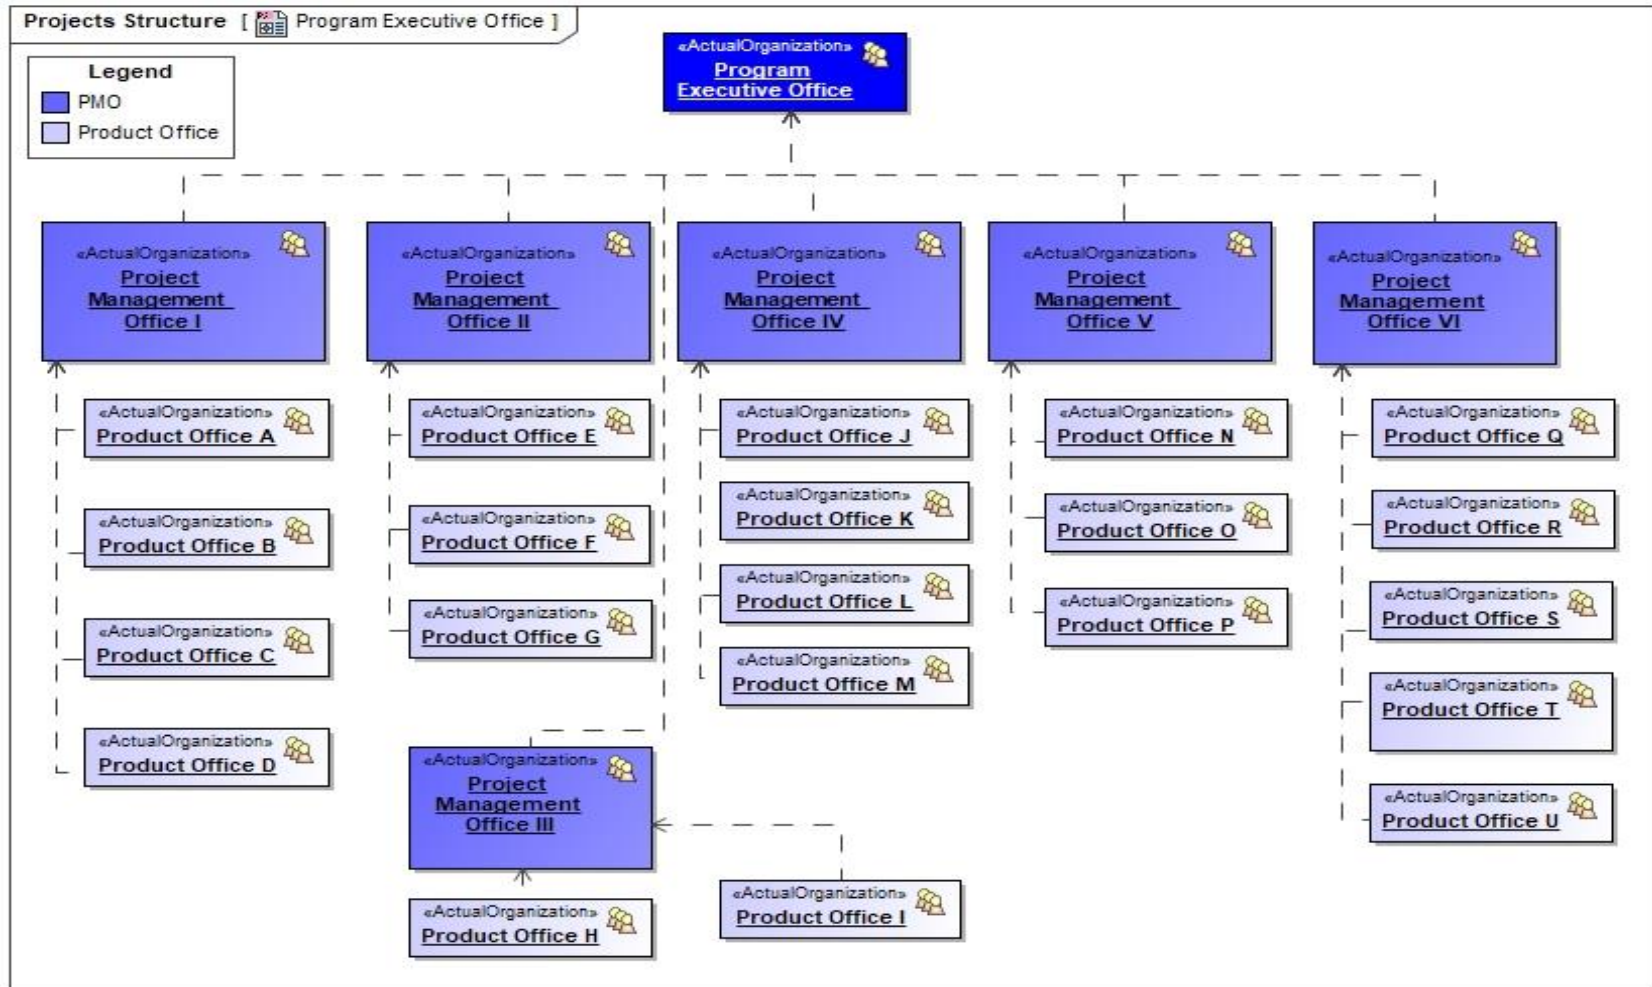 Projects Structure [ Program Executive Office ]
Legend
PMO
Product Office
«ActualOrganization»
Program
Executive Office
«ActualOrganization»
Project
Management
Office I
«ActualOrganization»
Project
Management
Office II
«ActualOrganization»
Project
Management
Office IV
«ActualOrganization»
Project
Management
Office V
«ActualOrganization»
Project
Management
Office VI
«ActualOrganization»
Product Office A
«ActualOrganization»
Product Office B
«ActualOrganization»
Product Office C
«ActualOrganization»
Product Office D
«ActualOrganization»
Product Office E
«ActualOrganization»
Product Office F
«ActualOrganization»
Product Office G
«ActualOrganization»
Project
Management
Office III
«ActualOrganization»
Product Office H
«ActualOrganization»
Product Office I
«ActualOrganization»
Product Office J
«ActualOrganization»
Product Office K
«ActualOrganization»
Product Office L
«ActualOrganization»
Product Office M
«ActualOrganization»
Product Office N
«ActualOrganization»
Product Office O
«ActualOrganization»
Product Office P
«ActualOrganization»
Product Office Q
«ActualOrganization»
Product Office R
«ActualOrganization»
Product Office S
«ActualOrganization»
Product Office T
«ActualOrganization»
Product Office U